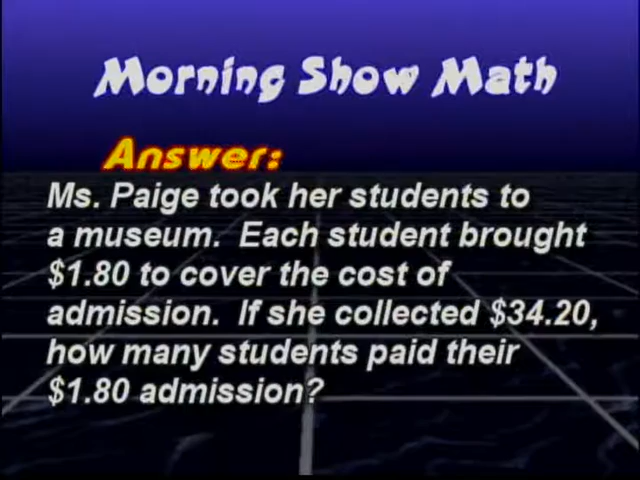 Morning Show Math
Answer:
Ms. Paige took her students to
a museum. Each student brought
$1.80 to cover the cost of
admission. If she collected $34.20,
how many students paid their
$1.80 admission?